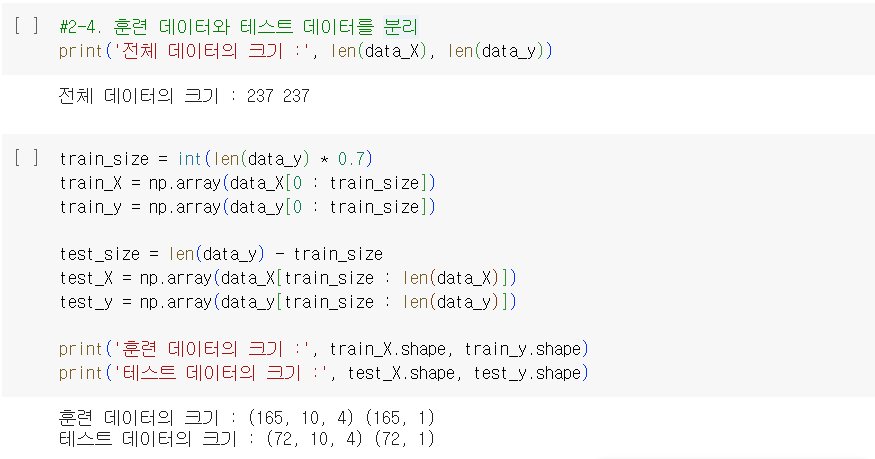 [ ] #2-4. 훈련 데이터와 테스트 데이터를 분리
print('전체 데이터의 크기 :', len(data_X), len(data_y))
전체 데이터의 크기 : 237 237
[ ] train_size = int(len(data_y) * 0.7)
train_X = np.array(data_X[0 : train_size])
train_y = np.array(data_y[0 : train_size])
test_size = len(data_y) - train_size
test_X = np.array(data_X[train_size : len(data_X)])
test_y = np.array(data_y[train_size : len(data_y)])
print('훈련 데이터의 크기 :', train_X.shape, train_y.shape)
print('테스트 데이터의 크기 :', test_X.shape, test_y.shape)
훈련 데이터의 크기 : (165, 10, 4) (165, 1)
테스트 데이터의 크기 : (72, 10, 4) (72, 1)